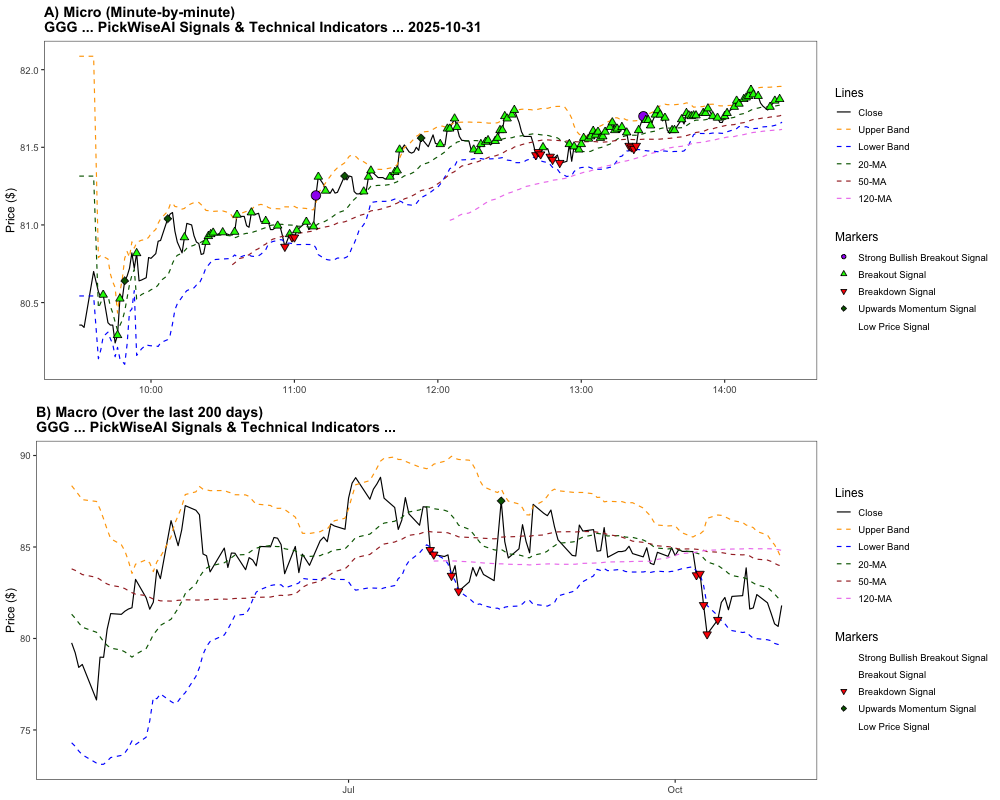 A) Micro (Minute-by-minute)
GGG ... PickWiseAI Signals & Technical Indicators ... 2025-10-31
Price ($)
82.0
81.5
81.0
80.5
10:00
11:00
12:00
13:00
14:00
Lines
Close
Upper Band
Lower Band
20-MA
50-MA
120-MA
Markers
Strong Bullish Breakout Signal
Breakout Signal
Breakdown Signal
Upwards Momentum Signal
Low Price Signal
B) Macro (Over the last 200 days)
GGG ... PickWiseAI Signals & Technical Indicators ...
Price ($)
90
85
80
75
Jul
Oct
Lines
Close
Upper Band
Lower Band
20-MA
50-MA
120-MA
Markers
Strong Bullish Breakout Signal
Breakout Signal
Breakdown Signal
Upwards Momentum Signal
Low Price Signal